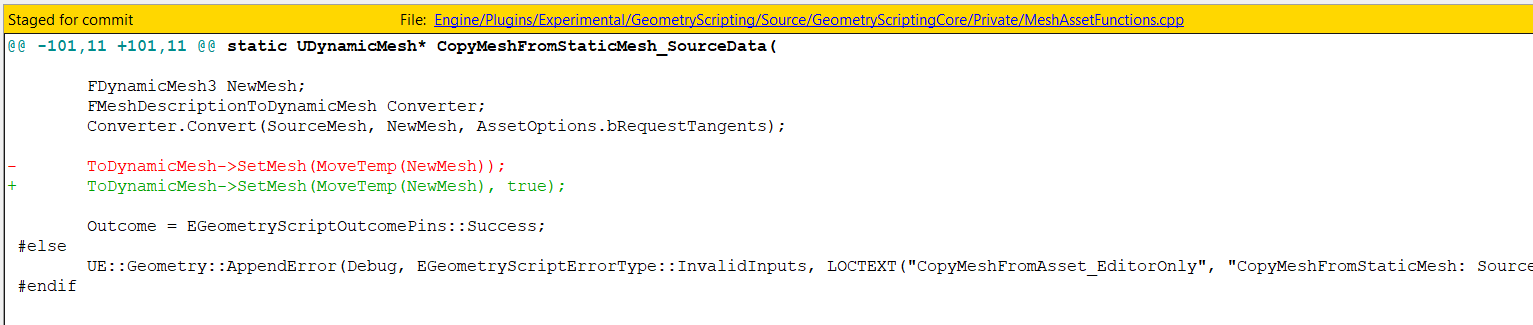 Staged for commit File: Engine/Plugins/Experimental/GeometryScripting/Source/GeometryScriptingCore/Private/MeshAssetFunctions.cpp
@@ -101,11 +101,11 @@ static UDynamicMesh* CopyMeshFromStaticMesh_SourceData(
FDynamicMesh3 NewMesh;
FMeshDescriptionToDynamicMesh Converter;
Converter.Convert(SourceMesh, NewMesh, AssetOptions.bRequestTangents);
- ToDynamicMesh->SetMesh(MoveTemp(NewMesh));
+ ToDynamicMesh->SetMesh(MoveTemp(NewMesh), true);
Outcome = EGeometryScriptOutcomePins::Success;
#else
UE::Geometry::AppendError(Debug, EGeometryScriptErrorType::InvalidInputs, LOCTEXT("CopyMeshFromAsset_EditorOnly", "CopyMeshFromStaticMesh: Source
#endif